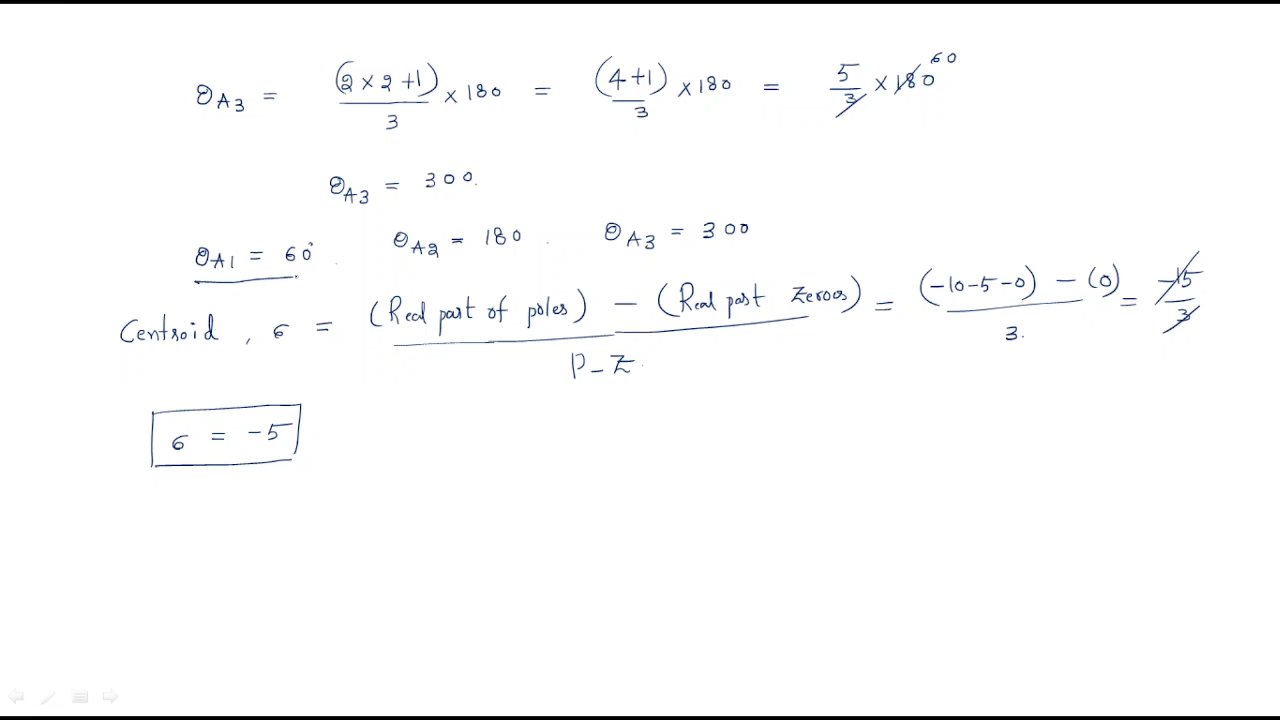 θA3 = (2 × 2 + 1)/3 × 180 = (4+1)/3 × 180 = 5/3 × 180 60
θA3 = 300.
θA1 = 60° . θA2 = 180 . θA3 = 300
Centroid , σ = (Real part of poles) − (Real part Zeroes)/P − Z = (-10-5-0) − (0)/3. = -15/3
σ = -5